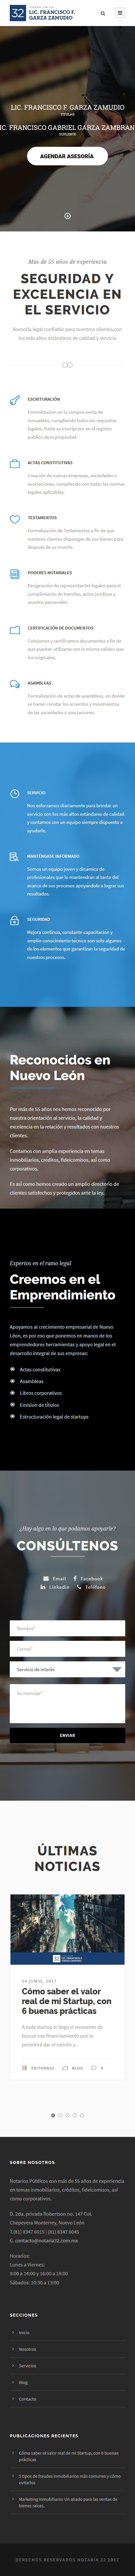 32
LIC. FRANCISCO F.
GARZA ZAMUDIO
LIC. FRANCISCO F. GARZA ZAMUDIO
TITULAR
LIC. FRANCISCO GABRIEL GARZA ZAMBRAN
SUPLENTE
AGENDAR ASESORÍA
Más de 55 años de experiencia
SEGURIDAD Y
EXCELENCIA EN
EL SERVICIO
Asesoría legal confiable para nuestros clientes,con
los más altos estándares de calidad y servicio
ESCRITURACIÓN
Formalización en la compra-venta de
inmuebles, cumpliendo todos los requisitos
legales, hasta su inscripción en el registro
público de la propiedad.
ACTAS CONSTITUTIVAS
Creación de nuevas empresas, sociedades o
asociaciones, cumpliendo con todas las normas
legales aplicables.
TESTAMENTOS
Formalización de Testamentos a fin de que
nuestros clientes dispongan de sus bienes para
después de su muerte.
PODERES NOTARIALES
Designación de representantes legales para el
cumplimiento de tramites, actos jurídicos y
asuntos personales.
CERTIFICACIÓN DE DOCUMENTOS
Cotejamos y certificamos documentos a fin de
que puedan utilizarse con la misma validez que
los originales.
ASAMBLEAS
Formalización de actas de asambleas, en donde
se hacen constar los acuerdos y movimientos
de las sociedades y asociaciones.
SERVICIO
Nos esforzamos diariamente para brindar un
servicio con los más altos estándares de calidad
y contamos con un equipo siempre dispuesto a
ayudarle.
MANTÉNGASE INFORMADO
Somos un equipo joven y dinámico de
profesionales que lo mantendrán al tanto del
avance de sus procesos apoyándolo a lograr sus
resultados.
SEGURIDAD
Mejora continua, constante capacitación y
amplio conocimiento técnico son solo algunos
de los elementos que garantizan la seguridad de
nuestros procesos.
Reconocidos en
Nuevo León
Por más de 55 años nos hemos reconocido por
nuestra orientación al servicio, la calidad y
excelencia en la relación y resultados con nuestros
clientes.
Contamos con amplia experiencia en temas
inmobiliarios, creditos, fideicomisos, así como
corporativos.
Es así como hemos creado un amplio directorio de
clientes satisfechos y protegidos ante la ley.
Expertos en el ramo legal
Creemos en el
Emprendimiento
Apoyamos al crecimiento empresarial de Nuevo
Léon, es por eso que ponemos en manos de los
emprendedores herramientas y apoyo legal en el
desarrollo integral de sus empresas:
Actas constitutivas
Asambleas
Libros corporativos
Emisión de títulos
Estructuración legal de startups
¿Hay algo en lo que podamos apoyarle?
CONSÚLTENOS
Email Facebook
Linkedin Teléfono
Nombre*
Correo*
Servicio de interés
Su mensaje*
ENVIAR
ÚLTIMAS
NOTICIAS
Cómo saber el valor
real de mi Startup, con
6 buenas prácticas
A toda startup le llega el momento de
buscar ese financiamiento que le
permitirá dar el estirón y...
EDITORN32 BLOG 0
SOBRE NOSOTROS
Notarios Públicos con más de 55 años de experiencia
en temas inmobiliarios, créditos, fideicomisos, así
como corporativos.
D. 2da. privada Robertson no. 147 Col.
Chepevera Monterrey, Nuevo León
T.(81) 8347 6015 | (81) 8347 6045
C. contacto@notaria32.com.mx
Horarios:
Lunes a Viernes:
9:00 a 14:00 y 16:00 a 19:00
Sábados: 10:30 a 13:00
SECCIONES
Inicio
Nosotros
Servicios
Blog
Contacto
PUBLICACIONES RECIENTES
Cómo saber el valor real de mi Startup, con 6 buenas
prácticas
5 tipos de fraudes inmobiliarios más comunes y cómo
evitarlos
Marketing Inmobiliario: Un aliado para las ventas de
bienes raíces.
DERECHOS RESERVADOS NOTARÍA 32 2017